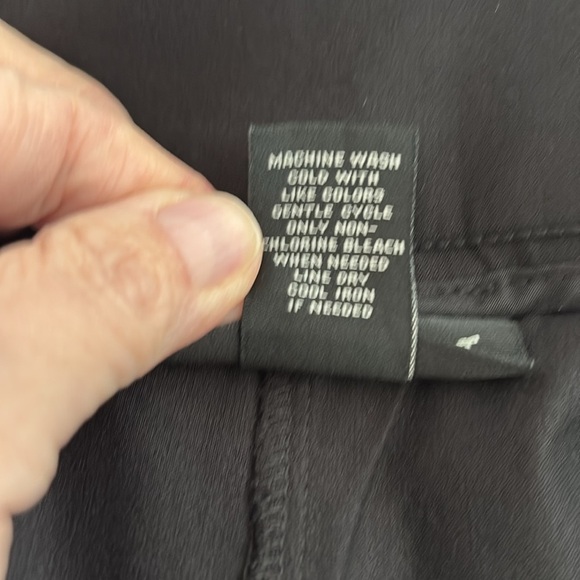 MACHINE WASH
COLD WITH
LIKE COLORS
GENTLE CYCLE
ONLY NON-
CHLORINE BLEACH
WHEN NEEDED
LINE DRY
COOL IRON
IF NEEDED
4